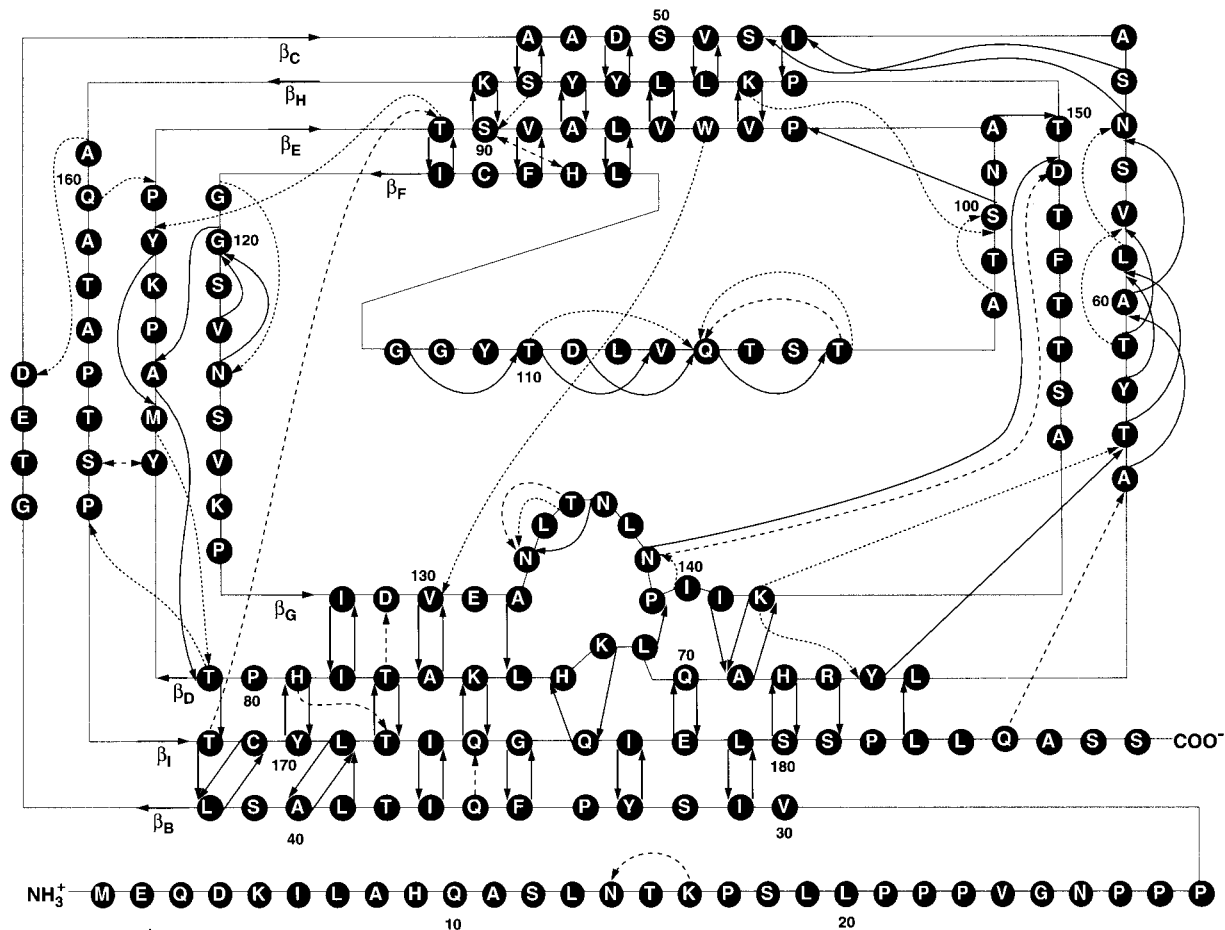 50
A A D S V S I A
βC
K S Y Y L L K P S
βH
T S V A L V W V P A T 150 N
βE 90
A
I C F H L N D S
βF
160 Q P G 100 S T V
A Y G 120 T F L
T K S A T 60 A
A P V T T
G G Y T D L V Q T S T
110
D P A N S Y
E T M S A T
T S Y V A
G P K
P
N L T N L N
140
130
I D V E A P I I K
βG
K L
70
T P H I T A K L H Q A H R Y L
βD 80
T C Y L T I Q G Q I E L S S P L L Q A S S COO⁻
βI 170 180
L S A L T I Q F P Y S I V
βB 40 30
NH₃⁺ M E Q D K I L A H Q A S L N T K P S L L P P P V G N P P P
10 20